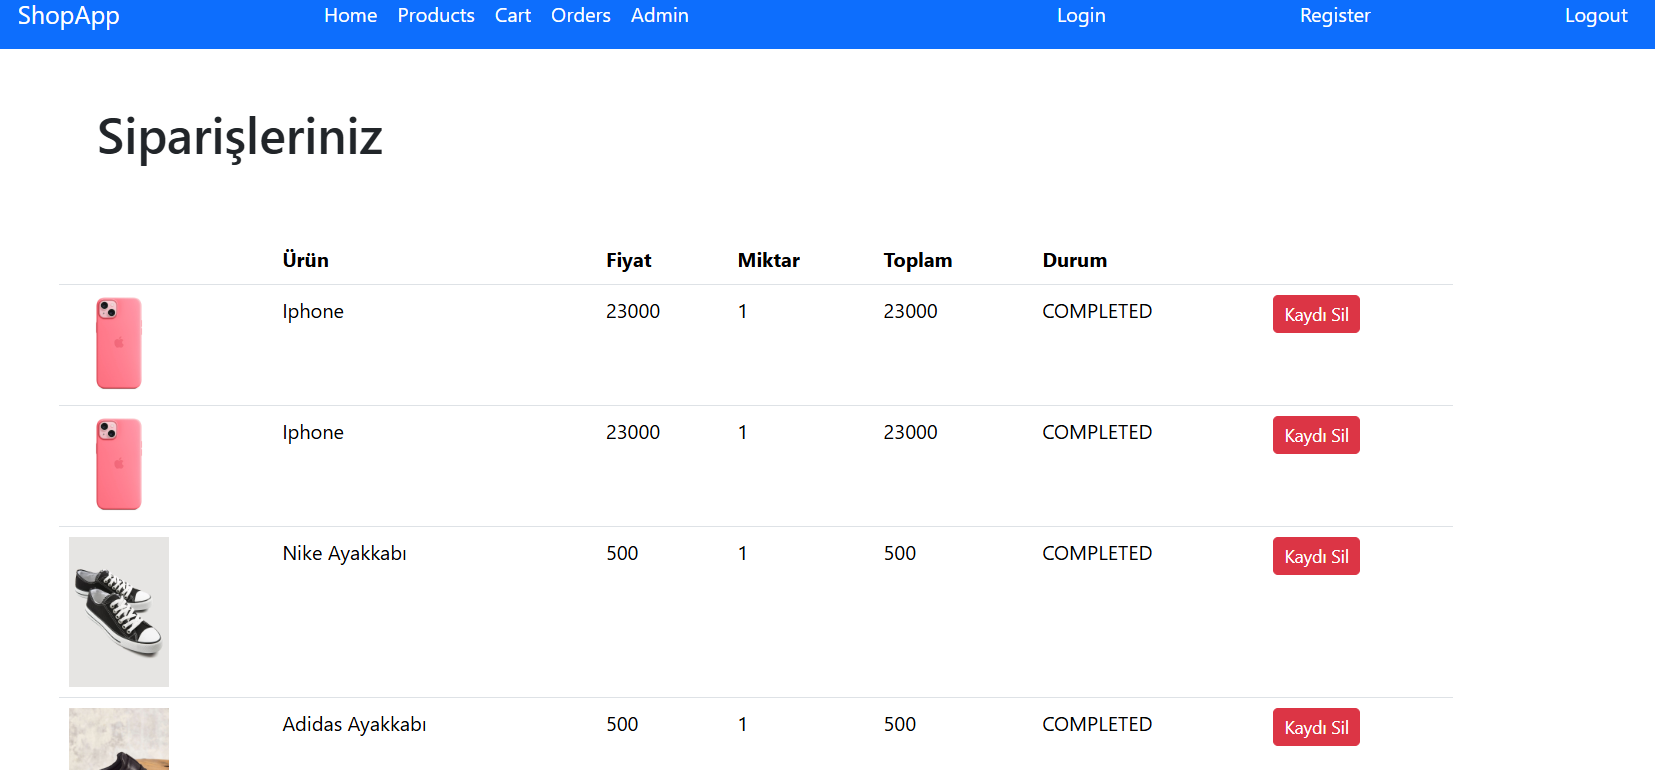 ShopApp Home Products Cart Orders Admin Login Register Logout
Siparişleriniz
Ürün Fiyat Miktar Toplam Durum
Iphone 23000 1 23000 COMPLETED Kaydı Sil
Iphone 23000 1 23000 COMPLETED Kaydı Sil
Nike Ayakkabı 500 1 500 COMPLETED Kaydı Sil
Adidas Ayakkabı 500 1 500 COMPLETED Kaydı Sil